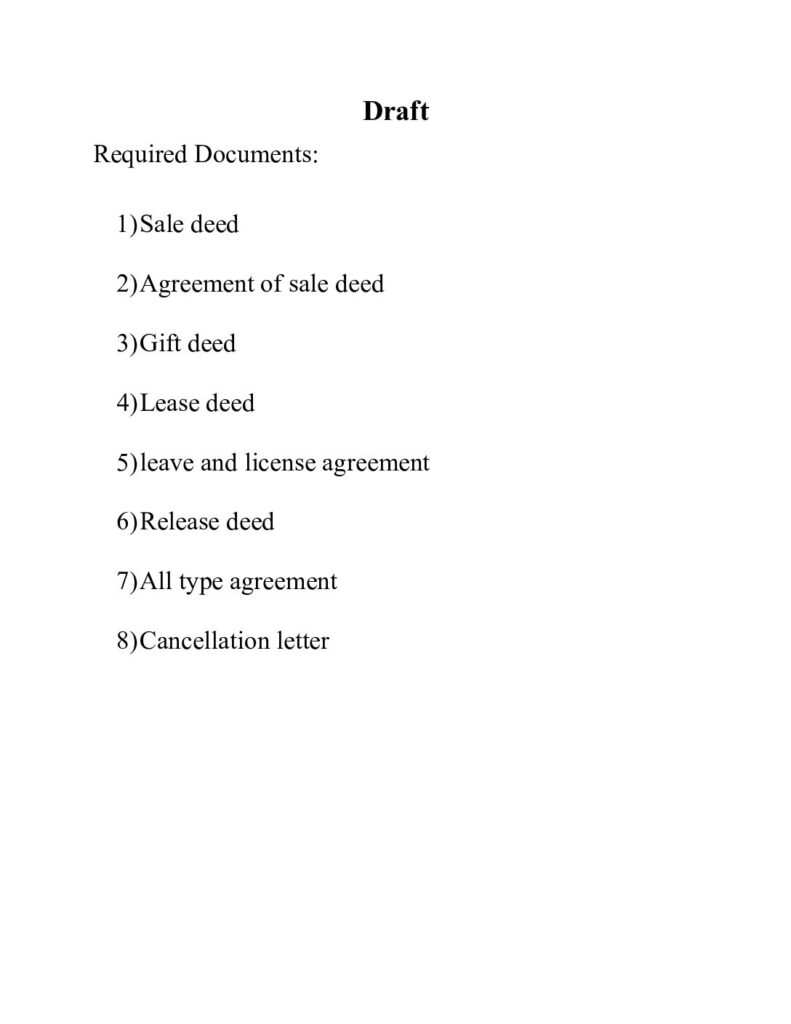 Draft
Required Documents:
1)Sale deed
2)Agreement of sale deed
3)Gift deed
4)Lease deed
5)leave and license agreement
6)Release deed
7)All type agreement
8)Cancellation letter